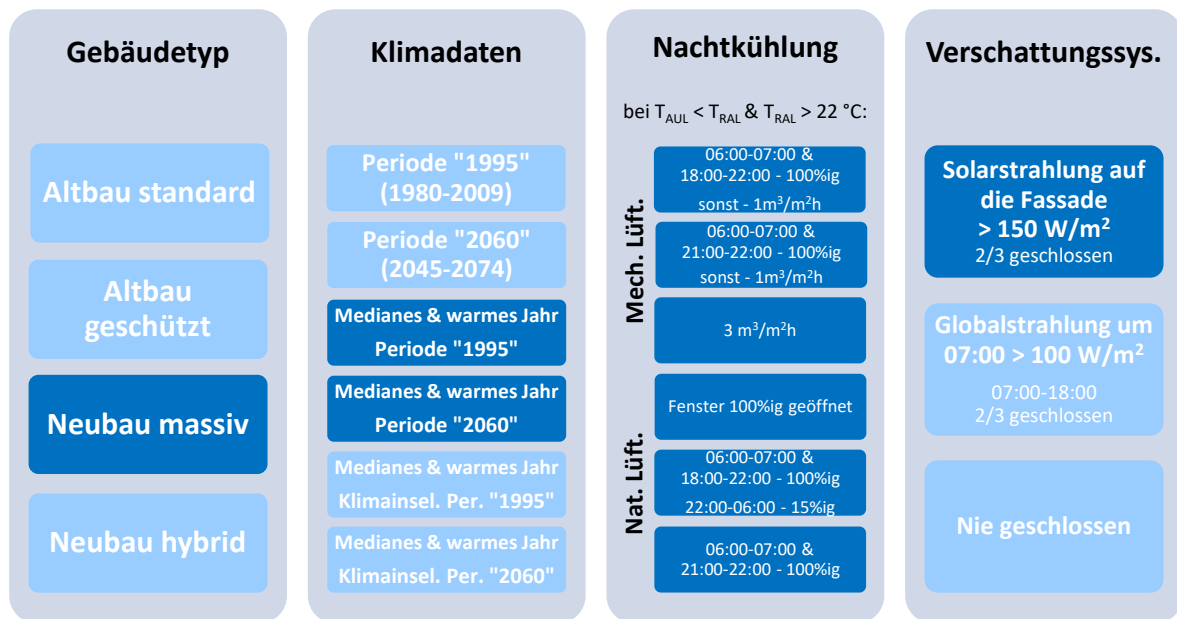 Gebäudetyp
Altbau standard
Altbau
geschützt
Neubau massiv
Neubau hybrid
Klimadaten
Periode "1995"
(1980-2009)
Periode "2060"
(2045-2074)
Medianes & warmes Jahr
Periode "1995"
Medianes & warmes Jahr
Periode "2060"
Medianes & warmes Jahr
Klimainsel. Per. "1995"
Medianes & warmes Jahr
Klimainsel. Per. "2060"
Nachtkühlung
bei T_AUL < T_RAL & T_RAL > 22 °C:
Mech. Lüft.
06:00-07:00 &
18:00-22:00 - 100%ig
sonst - 1m³/m²h
06:00-07:00 &
21:00-22:00 - 100%ig
sonst - 1m³/m²h
3 m³/m²h
Nat. Lüft.
Fenster 100%ig geöffnet
06:00-07:00 &
18:00-22:00 - 100%ig
22:00-06:00 - 15%ig
06:00-07:00 &
21:00-22:00 - 100%ig
Verschattungssys.
Solarstrahlung auf
die Fassade
> 150 W/m²
2/3 geschlossen
Globalstrahlung um
07:00 > 100 W/m²
07:00-18:00
2/3 geschlossen
Nie geschlossen